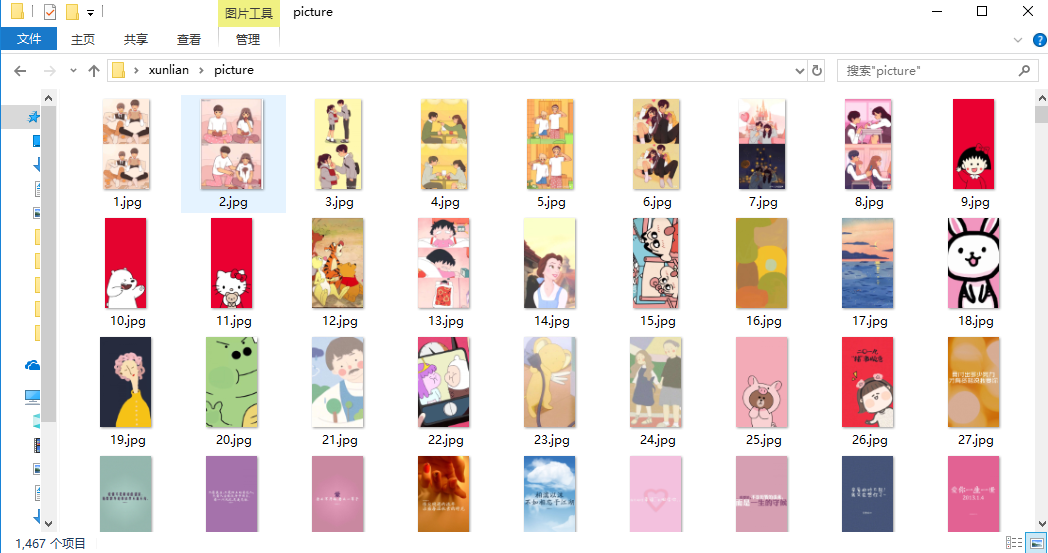 图片工具
picture
文件
主页
共享
查看
管理
xunlian
picture
搜索"picture"
1.jpg
2.jpg
3.jpg
4.jpg
5.jpg
6.jpg
7.jpg
8.jpg
9.jpg
10.jpg
11.jpg
12.jpg
13.jpg
14.jpg
15.jpg
16.jpg
17.jpg
18.jpg
19.jpg
20.jpg
21.jpg
22.jpg
23.jpg
24.jpg
25.jpg
26.jpg
27.jpg
1,467 个项目